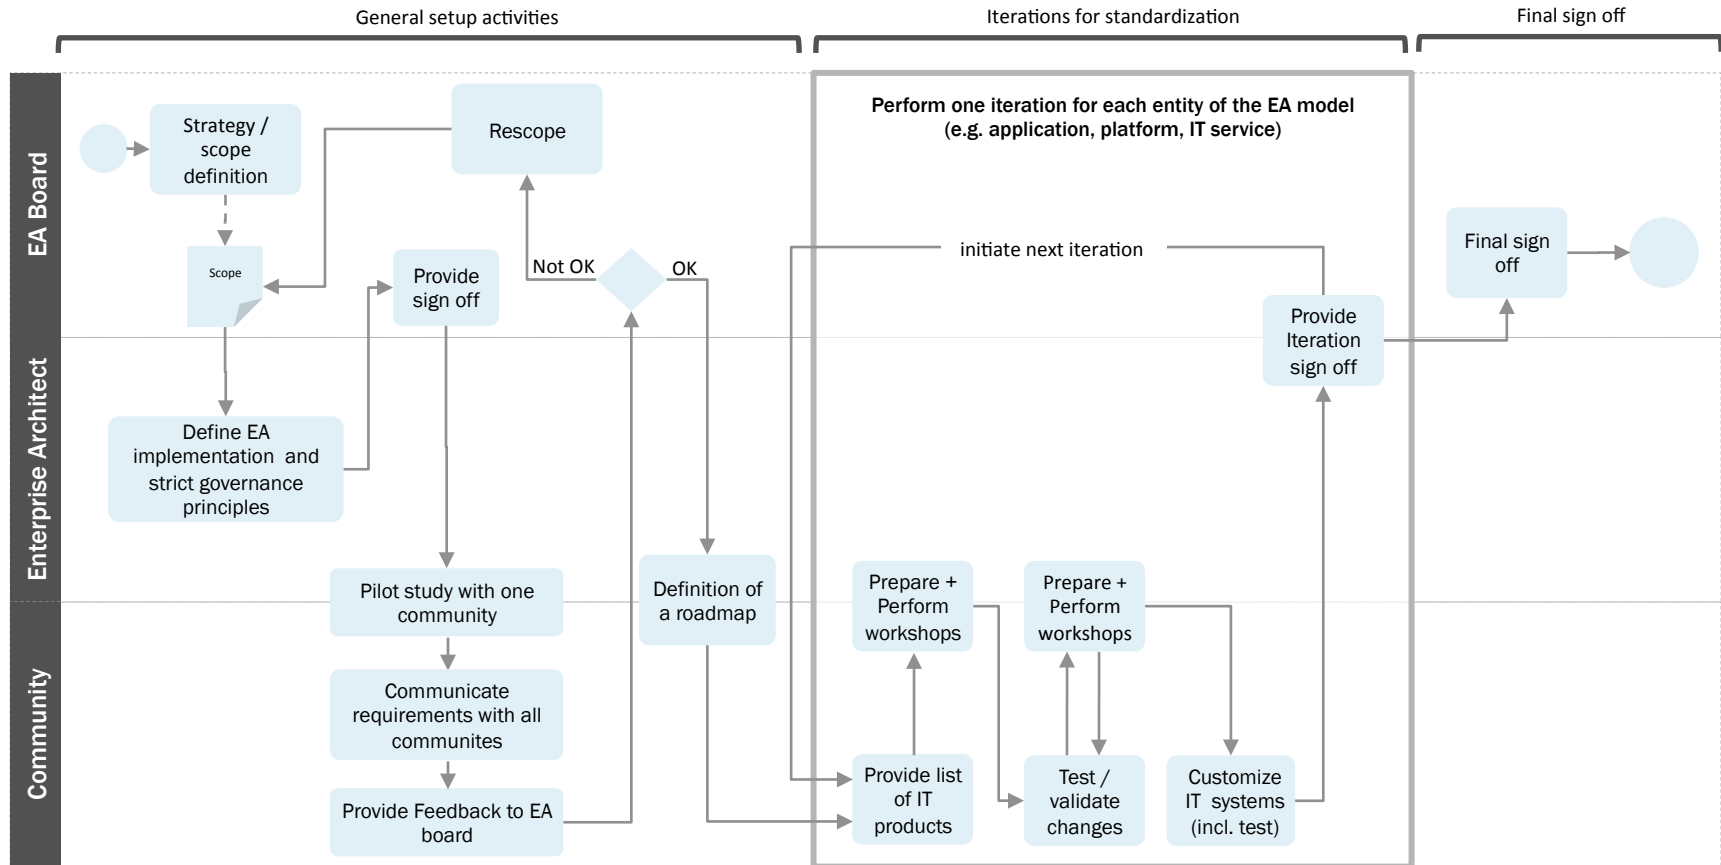 General setup activities
Iterations for standardization
Final sign off
EA Board
Enterprise Architect
Community
Strategy /
scope
definition
Rescope
Scope
Provide
sign off
Not OK
OK
Define EA
implementation and
strict governance
principles
Pilot study with one
community
Communicate
requirements with all
communites
Provide Feedback to EA
board
Definition of
a roadmap
Perform one iteration for each entity of the EA model
(e.g. application, platform, IT service)
initiate next iteration
Provide
Iteration
sign off
Prepare +
Perform
workshops
Prepare +
Perform
workshops
Provide list
of IT
products
Test /
validate
changes
Customize
IT systems
(incl. test)
Final sign
off